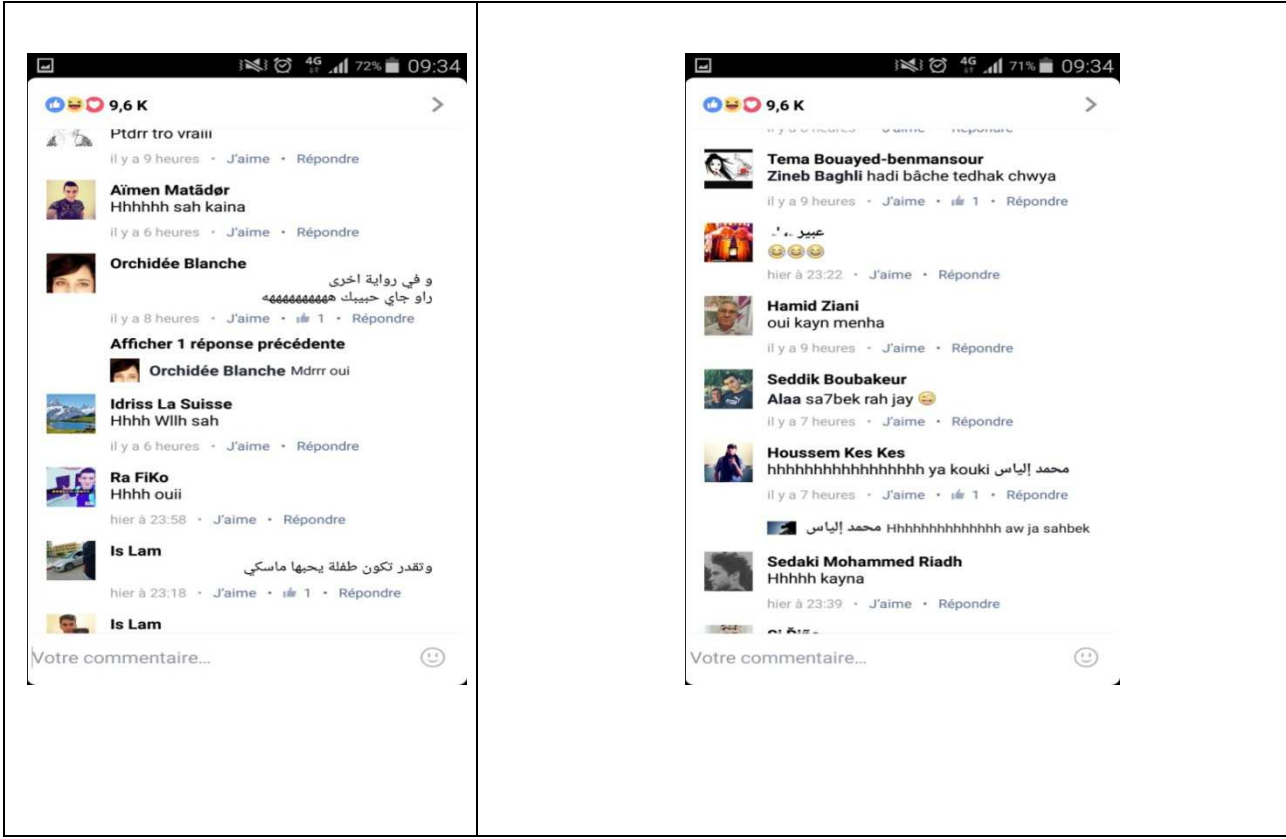 4G 72% 09:34
9,6 K
Ptdrr tro vraiii
il y a 9 heures • J'aime • Répondre
Aïmen Matãdør
Hhhhhh sah kaina
il y a 6 heures • J'aime • Répondre
Orchidée Blanche
و في رواية اخرى
راو جاي حبيبك هههههههههههه
il y a 8 heures • J'aime • 1 • Répondre
Afficher 1 réponse précédente
Orchidée Blanche Mdrrr oui
Idriss La Suisse
Hhhh Wllh sah
il y a 6 heures • J'aime • Répondre
Ra FiKo
Hhhh ouii
hier à 23:58 • J'aime • Répondre
Is Lam
وتقدر تكون طفلة يحبها ماسكي
hier à 23:18 • J'aime • 1 • Répondre
Is Lam
Votre commentaire...
4G 71% 09:34
9,6 K
J'aime Répondre
Tema Bouayed-benmansour
Zineb Baghli hadi bâche tedhak chwya
il y a 9 heures • J'aime • 1 • Répondre
عبير
😂😂😂
hier à 23:22 • J'aime • Répondre
Hamid Ziani
oui kayn menha
il y a 9 heures • J'aime • Répondre
Seddik Boubakeur
Alaa sa7bek rah jay 😄
il y a 7 heures • J'aime • Répondre
Houssem Kes Kes
hhhhhhhhhhhhhhhhh ya kouki محمد إلياس
il y a 7 heures • J'aime • 1 • Répondre
محمد إلياس Hhhhhhhhhhhhhh aw ja sahbek
Sedaki Mohammed Riadh
Hhhhh kayna
hier à 23:39 • J'aime • Répondre
Votre commentaire...